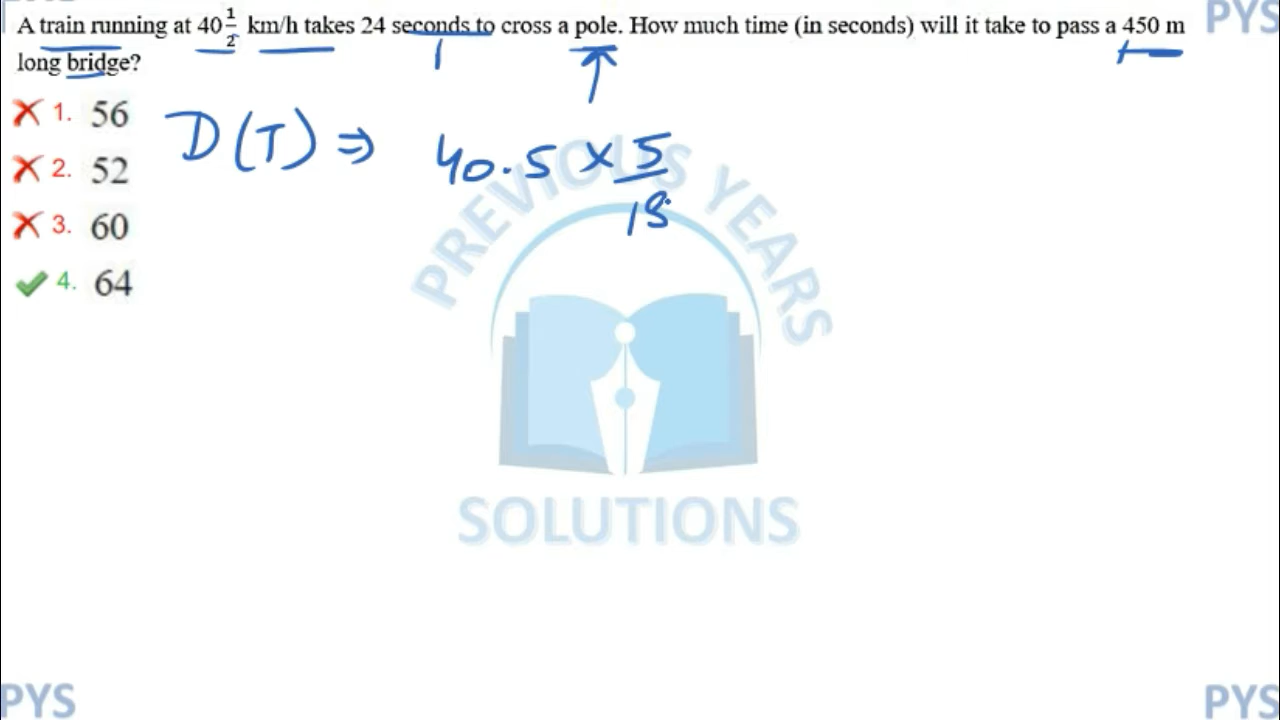 PYS
A train running at 40 1/2 km/h takes 24 seconds to cross a pole. How much time (in seconds) will it take to pass a 450 m
long bridge?
1. 56
2. 52
3. 60
4. 64
D(T) ⇒ 40.5 × 5/18
PREVIOUS YEARS
SOLUTIONS
PYS
PYS